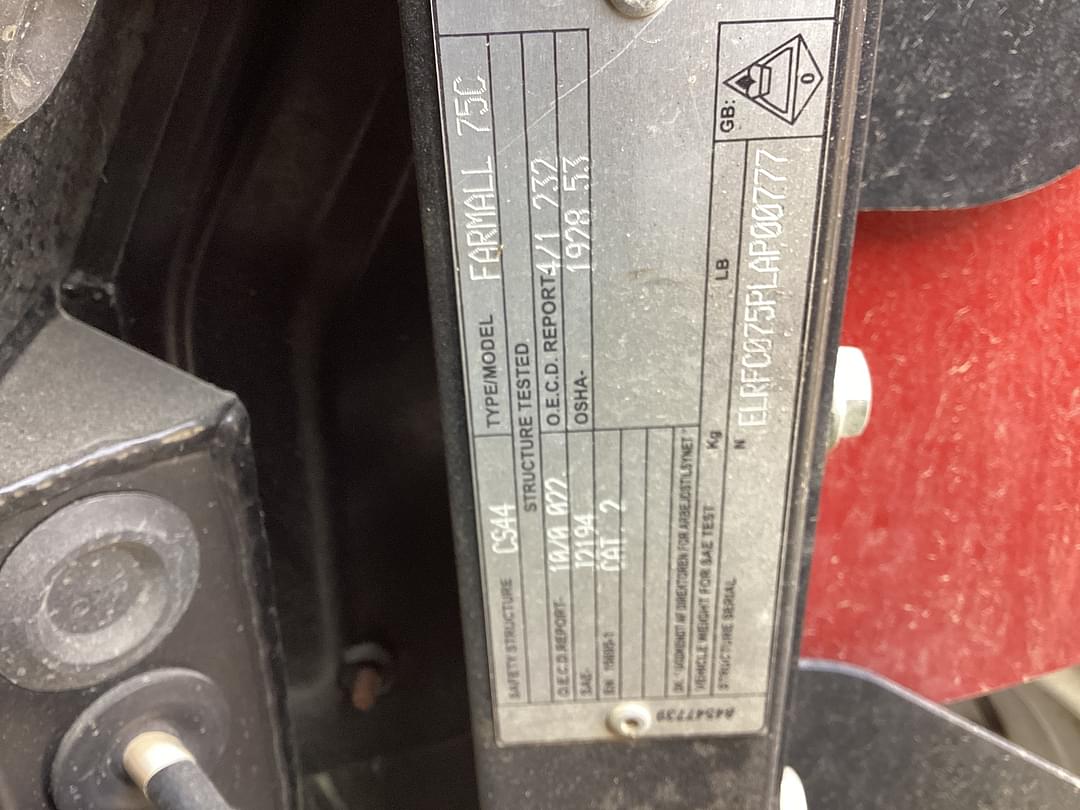 SAFETY STRUCTURE CS44 TYPE/MODEL FARMALL 75C
STRUCTURE TESTED
O.E.C.D. REPORT- 10/A 022 O.E.C.D. REPORT 4/1 232
SAE- J2194 OSHA- 1928 53
EN 15695-1 CAT. 2
DK "GODKENDT AF DIREKTOREN FOR ARBEJDSTILSYNET"
VEHICLE WEIGHT FOR SAE TEST Kg LB
STRUCTURE SERIAL N ELRFC075PLAP00777
GB:
0